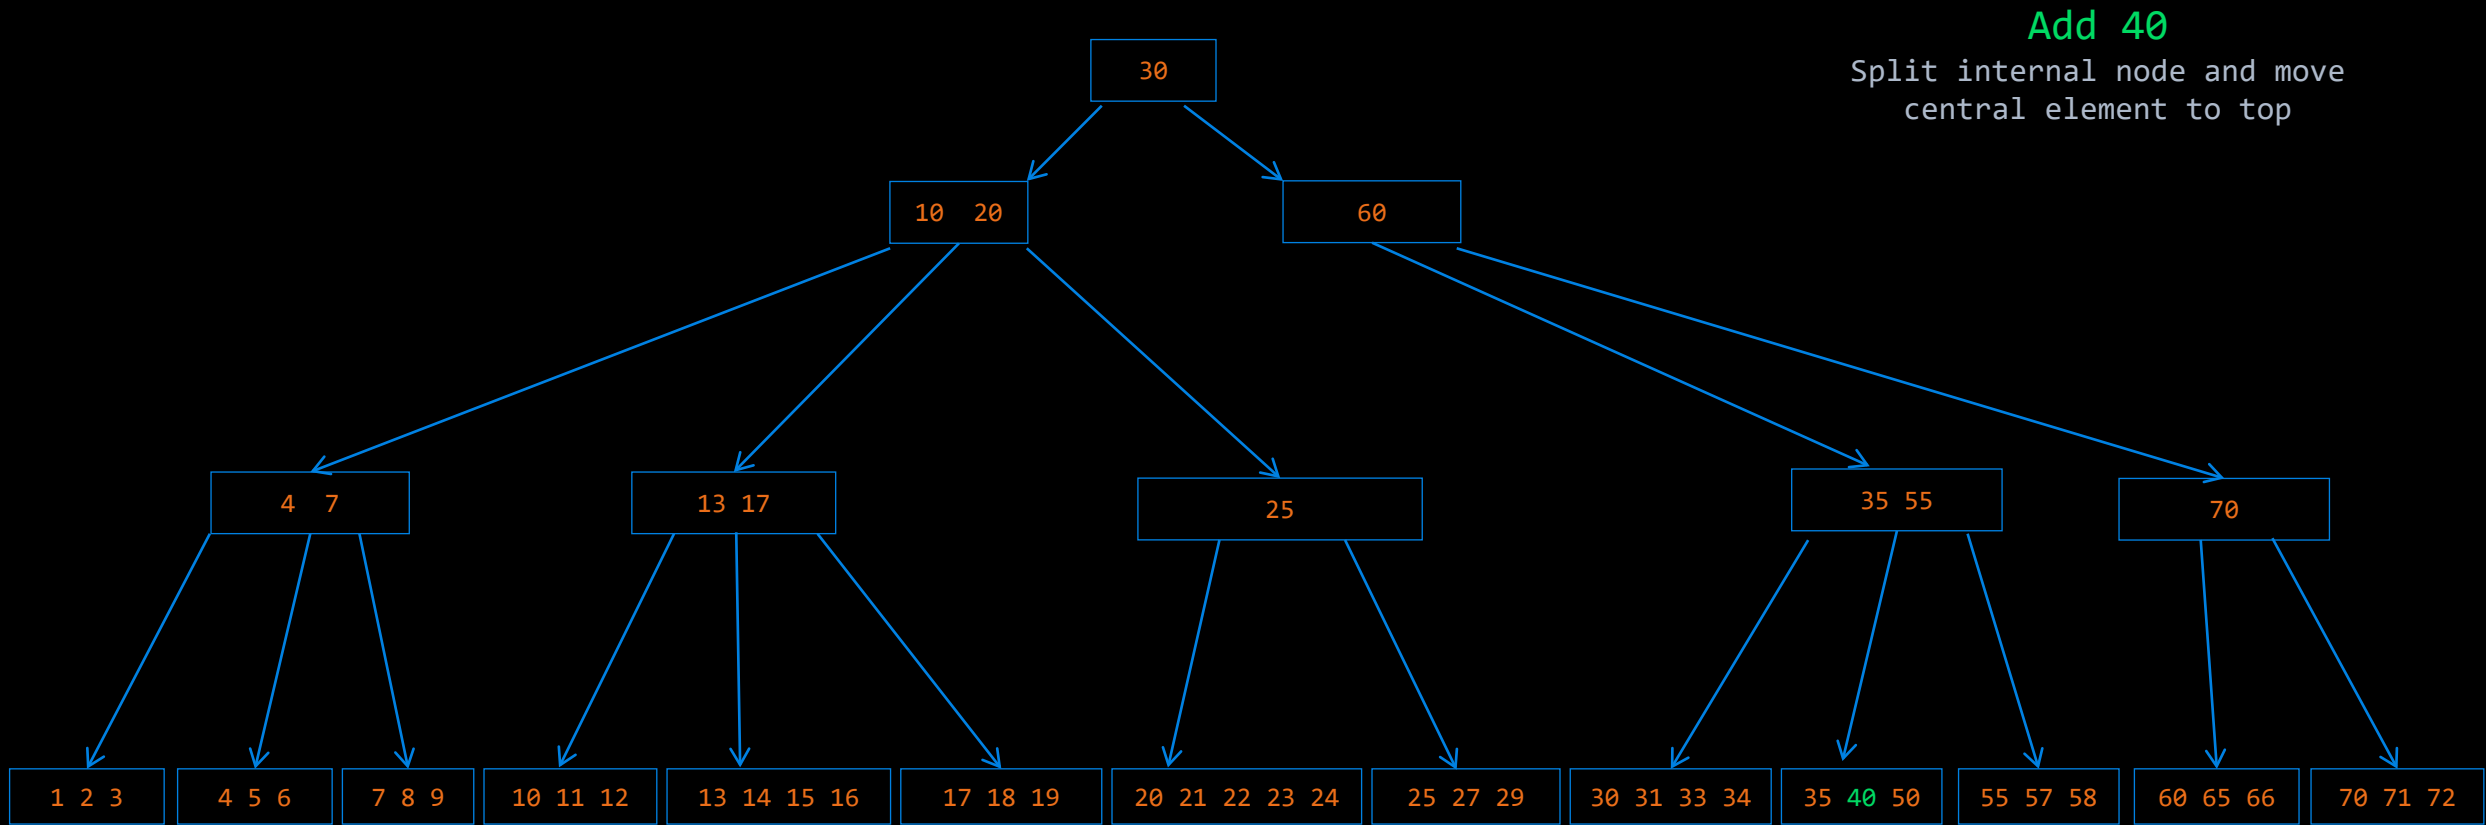 Add 40
Split internal node and move
central element to top
30
10 20
60
4 7
13 17
25
35 55
70
1 2 3
4 5 6
7 8 9
10 11 12
13 14 15 16
17 18 19
20 21 22 23 24
25 27 29
30 31 33 34
35 40 50
55 57 58
60 65 66
70 71 72